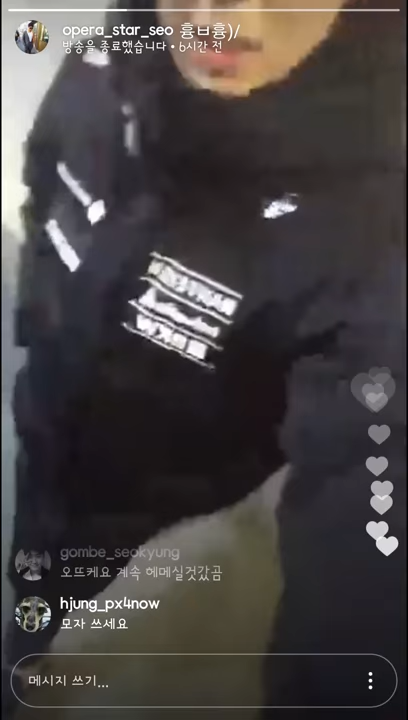 opera_star_seo 흉ㅂ흉)/
방송을 종료했습니다 • 6시간 전
gombe_seokyung
오뜨케요 계속 헤메실것갔곰
hjung_px4now
모자 쓰세요
메시지 쓰기...